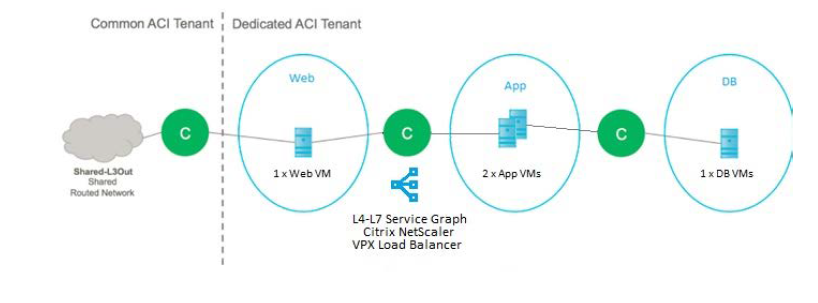 Common ACI Tenant
Dedicated ACI Tenant
Web
App
DB
C
C
C
Shared-L3Out
Shared
Routed Network
1 x Web VM
2 x App VMs
1 x DB VMs
L4-L7 Service Graph
Citrix NetScaler
VPX Load Balancer